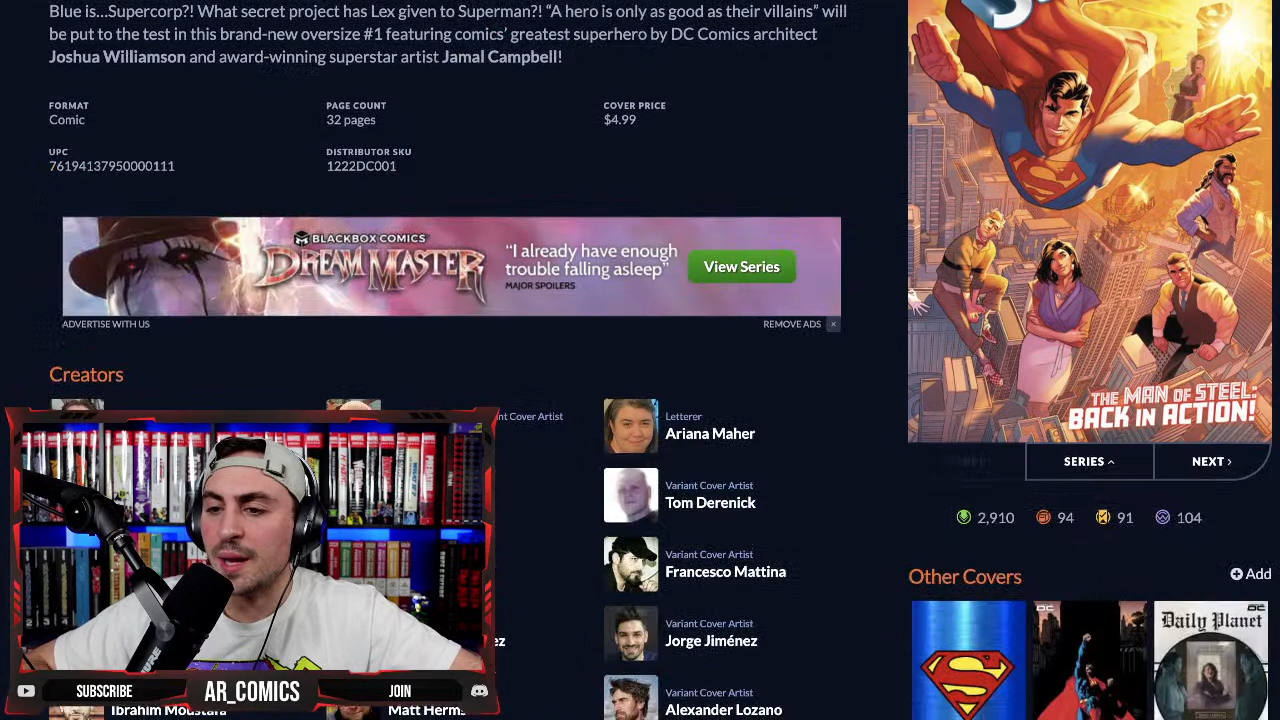 Blue is...Supercorp?! What secret project has Lex given to Superman?! “A hero is only as good as their villains” will
be put to the test in this brand-new oversize #1 featuring comics’ greatest superhero by DC Comics architect
Joshua Williamson and award-winning superstar artist Jamal Campbell!
FORMAT
Comic
PAGE COUNT
32 pages
COVER PRICE
$4.99
UPC
76194137950000111
DISTRIBUTOR SKU
1222DC001
BLACKBOX COMICS
DREAM MASTER
“I already have enough
trouble falling asleep”
MAJOR SPOILERS
View Series
ADVERTISE WITH US
REMOVE ADS ×
Creators
nt Cover Artist
Letterer
Ariana Maher
Variant Cover Artist
Tom Derenick
Variant Cover Artist
Francesco Mattina
Variant Cover Artist
Jorge Jiménez
ez
Variant Cover Artist
Alexander Lozano
Ibrahim Moustafa
Matt Herms
SUBSCRIBE
AR_COMICS
JOIN
THE MAN OF STEEL:
BACK IN ACTION!
SERIES
NEXT ›
2,910
94
91
104
Other Covers
Add
DC
DC
Daily Planet